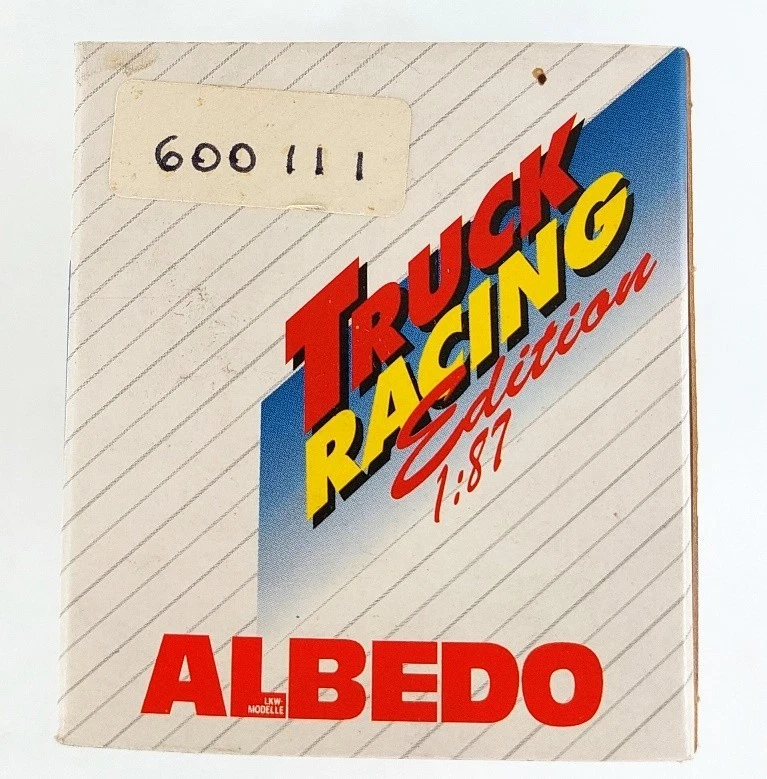 600 111
TRUCK
RACING
Edition
1:87
ALBEDO
LKW-
MODELLE